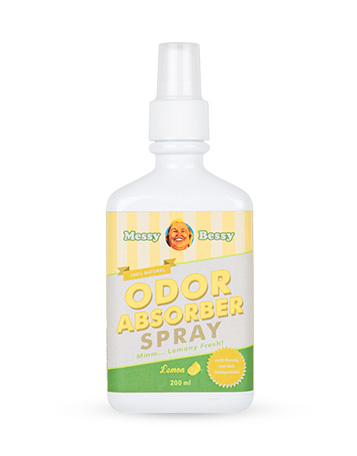 Messy Bessy
100% NATURAL
ODOR
ABSORBER
SPRAY
Mmm... Lemony Fresh!
Lemon
200 ml